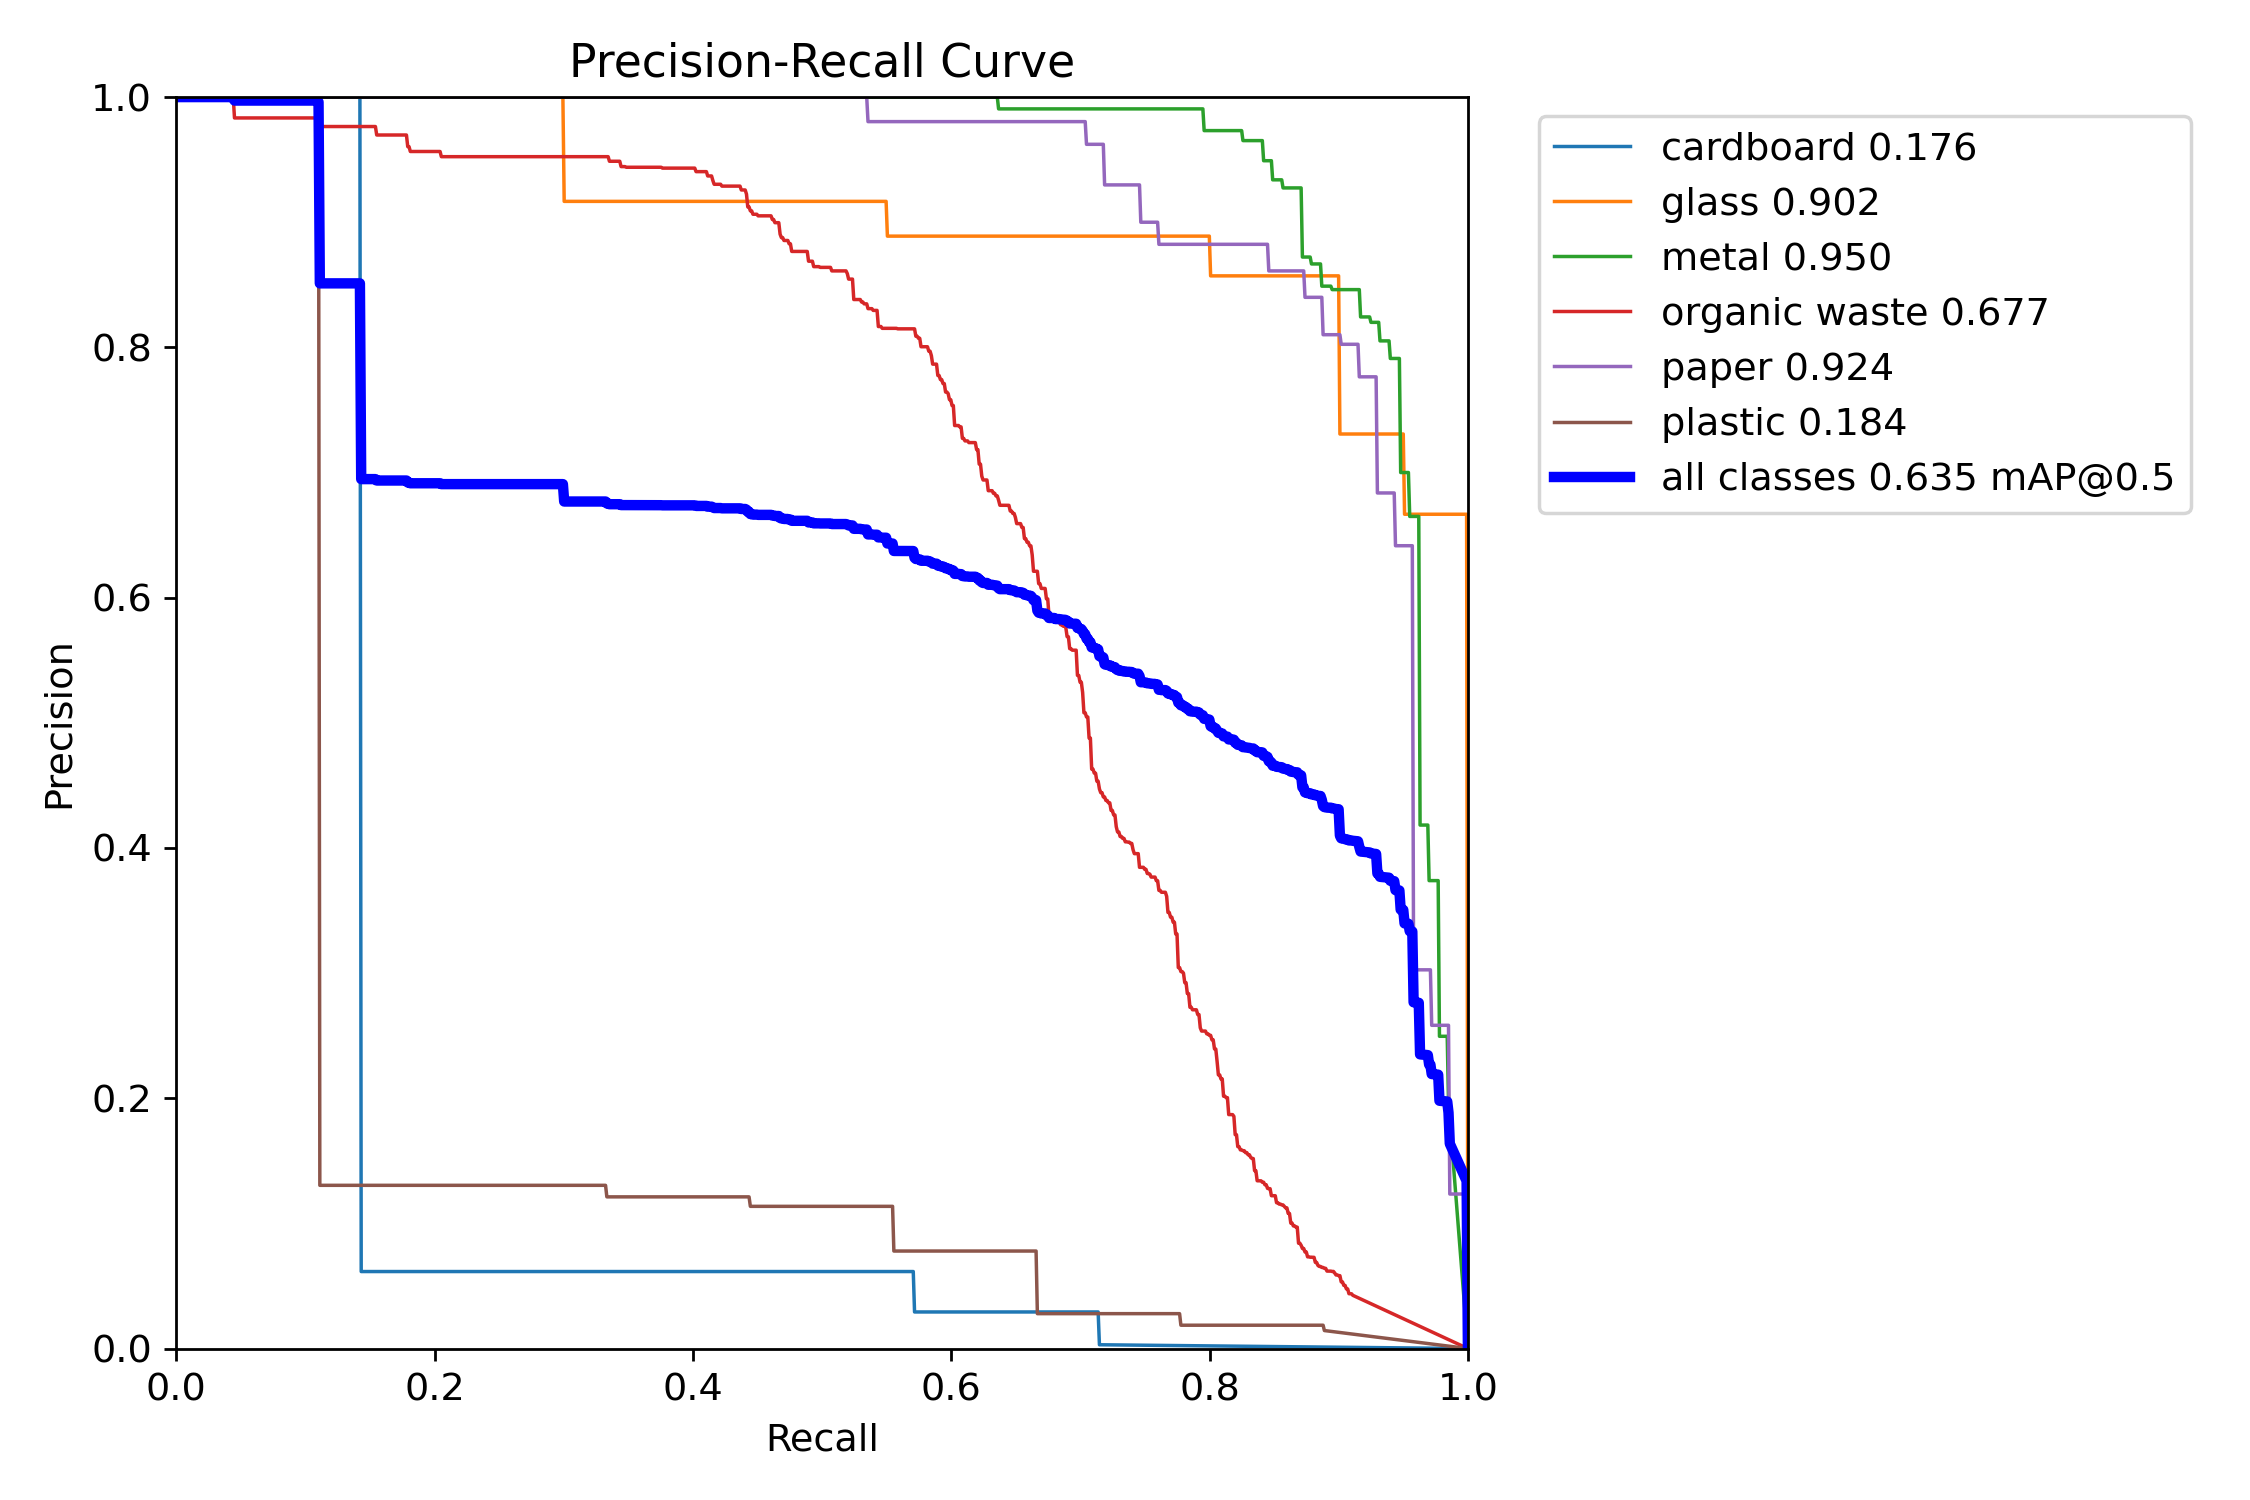 Precision-Recall Curve
1.0
0.8
0.6
0.4
0.2
0.0
Precision
0.0 0.2 0.4 0.6 0.8 1.0
Recall
cardboard 0.176
glass 0.902
metal 0.950
organic waste 0.677
paper 0.924
plastic 0.184
all classes 0.635 mAP@0.5